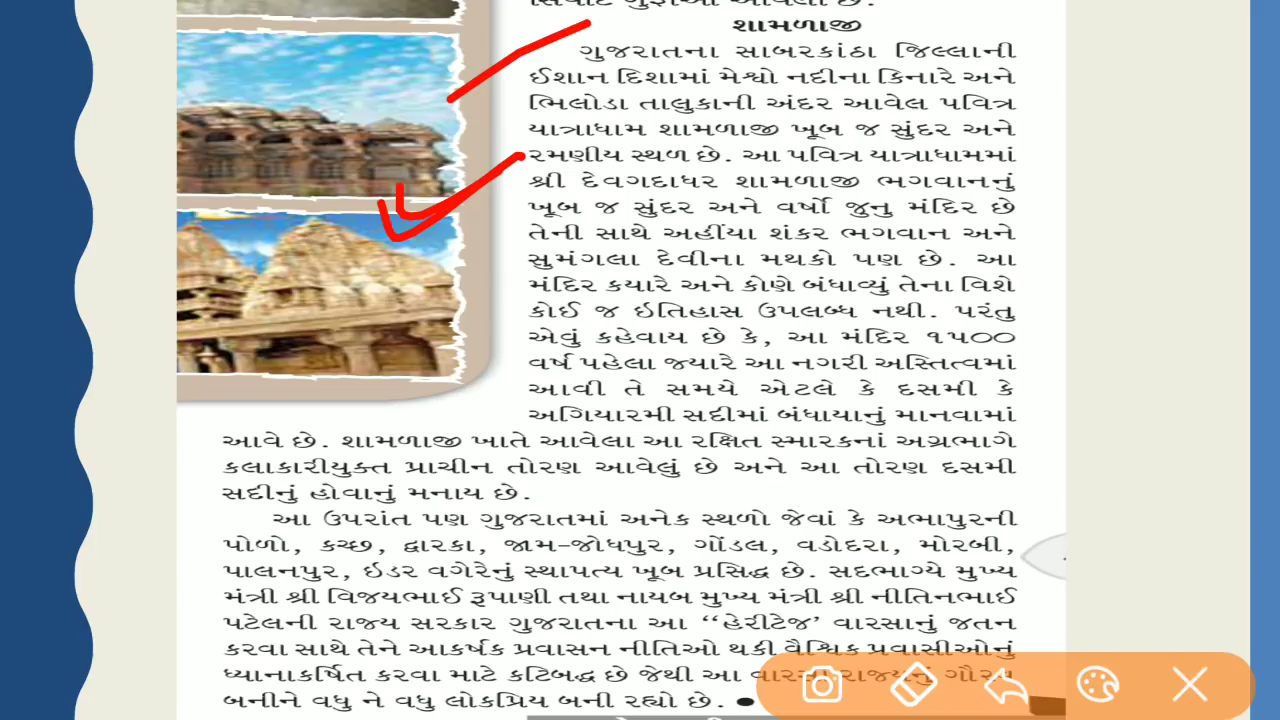 શામળાજી
ગુજરાતના સાબરકાંઠા જિલ્લાની
ઈશાન દિશામાં મેશ્વો નદીના કિનારે અને
ભિલોડા તાલુકાની અંદર આવેલ પવિત્ર
યાત્રાધામ શામળાજી ખૂબ જ સુંદર અને
રમણીય સ્થળ છે. આ પવિત્ર યાત્રાધામમાં
શ્રી દેવગદાધર શામળાજી ભગવાનનું
ખૂબ જ સુંદર અને વર્ષો જુનુ મંદિર છે
તેની સાથે અહીંયા શંકર ભગવાન અને
સુમંગલા દેવીના મથકો પણ છે. આ
મંદિર કયારે અને કોણે બંધાવ્યું તેના વિશે
કોઈ જ ઇતિહાસ ઉપલબ્ધ નથી. પરંતુ
એવું કહેવાય છે કે, આ મંદિર ૧૫૦૦
વર્ષ પહેલા જ્યારે આ નગરી અસ્તિત્વમાં
આવી તે સમયે એટલે કે દસમી કે
અગિયારમી સદીમાં બંધાયાનું માનવામાં
આવે છે. શામળાજી ખાતે આવેલા આ રક્ષિત સ્મારકનાં અગ્રભાગે
કલાકારીયુક્ત પ્રાચીન તોરણ આવેલું છે અને આ તોરણ દસમી
સદીનું હોવાનું મનાય છે.
આ ઉપરાંત પણ ગુજરાતમાં અનેક સ્થળો જેવાં કે અભાપુરની
પોળો, કચ્છ, દ્વારકા, જામ-જોધપુર, ગોંડલ, વડોદરા, મોરબી,
પાલનપુર, ઇડર વગેરેનું સ્થાપત્ય ખૂબ પ્રસિદ્ધ છે. સદભાગ્યે મુખ્ય
મંત્રી શ્રી વિજયભાઈ રૂપાણી તથા નાયબ મુખ્ય મંત્રી શ્રી નીતિનભાઈ
પટેલની રાજ્ય સરકાર ગુજરાતના આ ‘‘હેરીટેજ’ વારસાનું જતન
કરવા સાથે તેને આકર્ષક પ્રવાસન નીતિઓ થકી વૈશ્વિક પ્રવાસીઓનું
ધ્યાનાકર્ષિત કરવા માટે કટિબદ્ધ છે જેથી આ વારસા રાજ્યનું ગૌરવ
બનીને વધુ ને વધુ લોકપ્રિય બની રહ્યો છે. ●